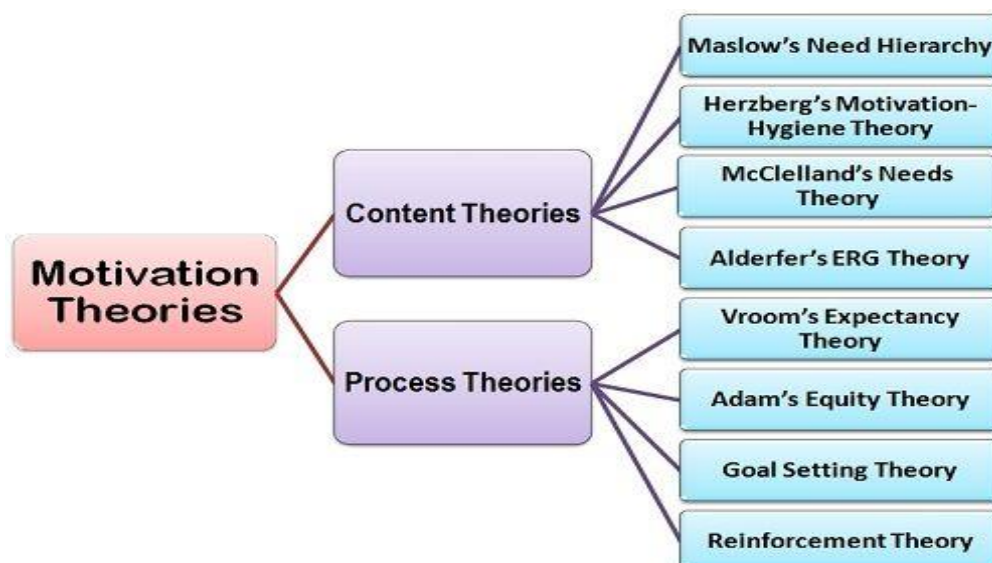 Motivation
Theories
Content Theories
Process Theories
Maslow's Need Hierarchy
Herzberg's Motivation-
Hygiene Theory
McClelland's Needs
Theory
Alderfer's ERG Theory
Vroom's Expectancy
Theory
Adam's Equity Theory
Goal Setting Theory
Reinforcement Theory